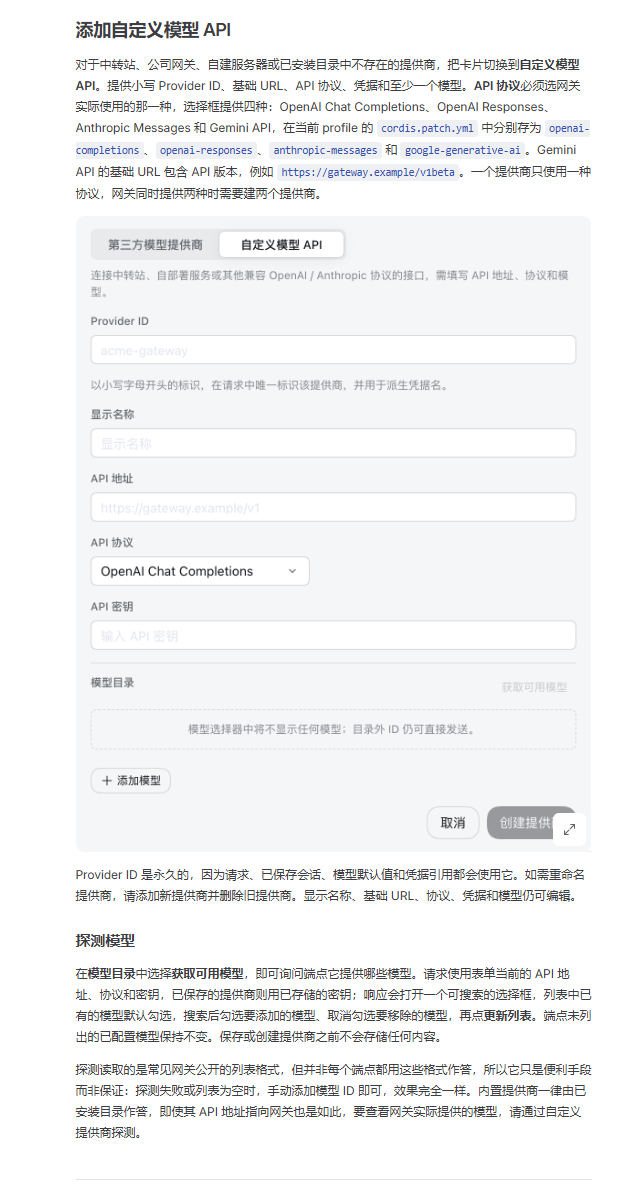 添加自定义模型 API
对于中转站、公司网关、自建服务器或已安装目录中不存在的提供商，把卡片切换到自定义模型
API。提供小写 Provider ID、基础 URL、API 协议、凭据和至少一个模型。API 协议必须选网关
实际使用的那一种，选择框提供四种：OpenAI Chat Completions、OpenAI Responses、
Anthropic Messages 和 Gemini API，在当前 profile 的 cordis.patch.yml 中分别存为 openai-
completions、openai-responses、anthropic-messages 和 google-generative-ai。Gemini
API 的基础 URL 包含 API 版本，例如 https://gateway.example/v1beta。一个提供商只使用一种
协议，网关同时提供两种时需要建两个提供商。
第三方模型提供商 自定义模型 API
连接中转站、自部署服务或其他兼容 OpenAI / Anthropic 协议的接口，需填写 API 地址、协议和模
型。
Provider ID
acme-gateway
以小写字母开头的标识，在请求中唯一标识该提供商，并用于派生凭据名。
显示名称
显示名称
API 地址
https://gateway.example/v1
API 协议
OpenAI Chat Completions
API 密钥
输入 API 密钥
模型目录 获取可用模型
模型选择器中将不显示任何模型；目录外 ID 仍可直接发送。
+ 添加模型
取消 创建提供
Provider ID 是永久的，因为请求、已保存会话、模型默认值和凭据引用都会使用它。如需重命名
提供商，请添加新提供商并删除旧提供商。显示名称、基础 URL、协议、凭据和模型仍可编辑。
探测模型
在模型目录中选择获取可用模型，即可询问端点它提供哪些模型。请求使用表单当前的 API 地
址、协议和密钥，已保存的提供商则用已存储的密钥；响应会打开一个可搜索的选择框，列表中已
有的模型默认勾选，搜索后勾选要添加的模型、取消勾选要移除的模型，再点更新列表。端点未列
出的已配置模型保持不变。保存或创建提供商之前不会存储任何内容。
探测读取的是常见网关公开的列表格式，但并非每个端点都用这些格式作答，所以它只是便利手段
而非保证：探测失败或列表为空时，手动添加模型 ID 即可，效果完全一样。内置提供商一律由已
安装目录作答，即使其 API 地址指向网关也是如此，要查看网关实际提供的模型，请通过自定义
提供商探测。